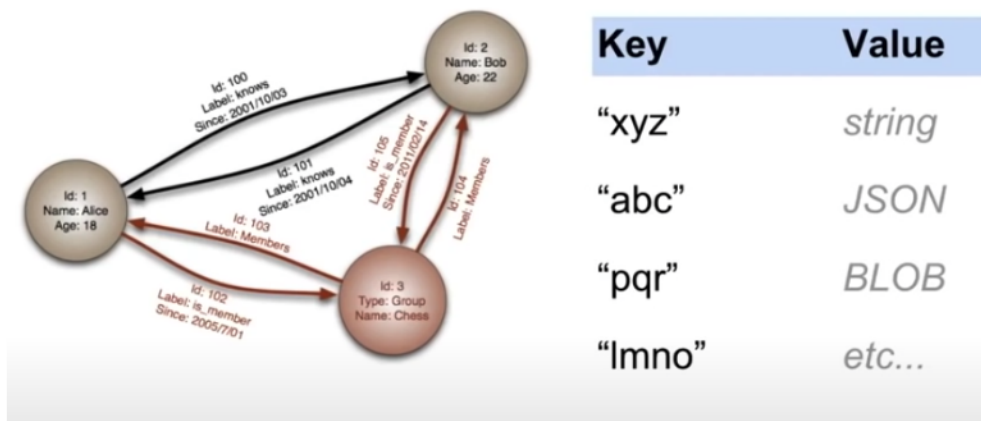 Id: 2
Name: Bob
Age: 22
Id: 100
Label: knows
Since: 2001/10/03
Id: 101
Label: knows
Since: 2001/10/04
Id: 105
Label: is_member
Since: 2011/02/14
Id: 104
Label: Members
Id: 1
Name: Alice
Age: 18
Id: 103
Label: Members
Id: 102
Label: is_member
Since: 2005/7/01
Id: 3
Type: Group
Name: Chess
Key Value
“xyz” string
“abc” JSON
“pqr” BLOB
“lmno” etc...